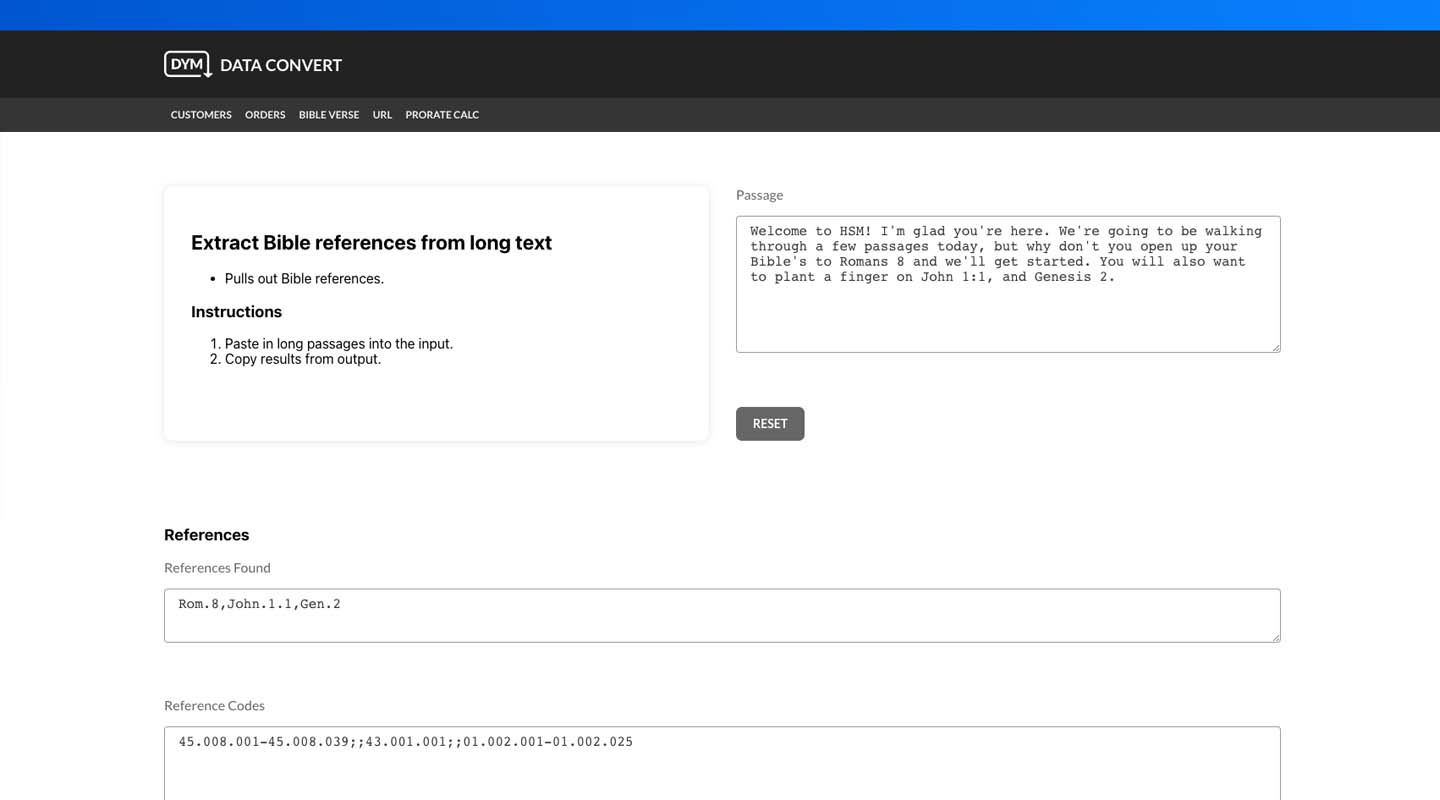 DYM DATA CONVERT
CUSTOMERS ORDERS BIBLE VERSE URL PRORATE CALC
Extract Bible references from long text
• Pulls out Bible references.
Instructions
1. Paste in long passages into the input.
2. Copy results from output.
Passage
Welcome to HSM! I'm glad you're here. We're going to be walking
through a few passages today, but why don't you open up your
Bible's to Romans 8 and we'll get started. You will also want
to plant a finger on John 1:1, and Genesis 2.
RESET
References
References Found
Rom.8,John.1.1,Gen.2
Reference Codes
45.008.001-45.008.039;;43.001.001;;01.002.001-01.002.025